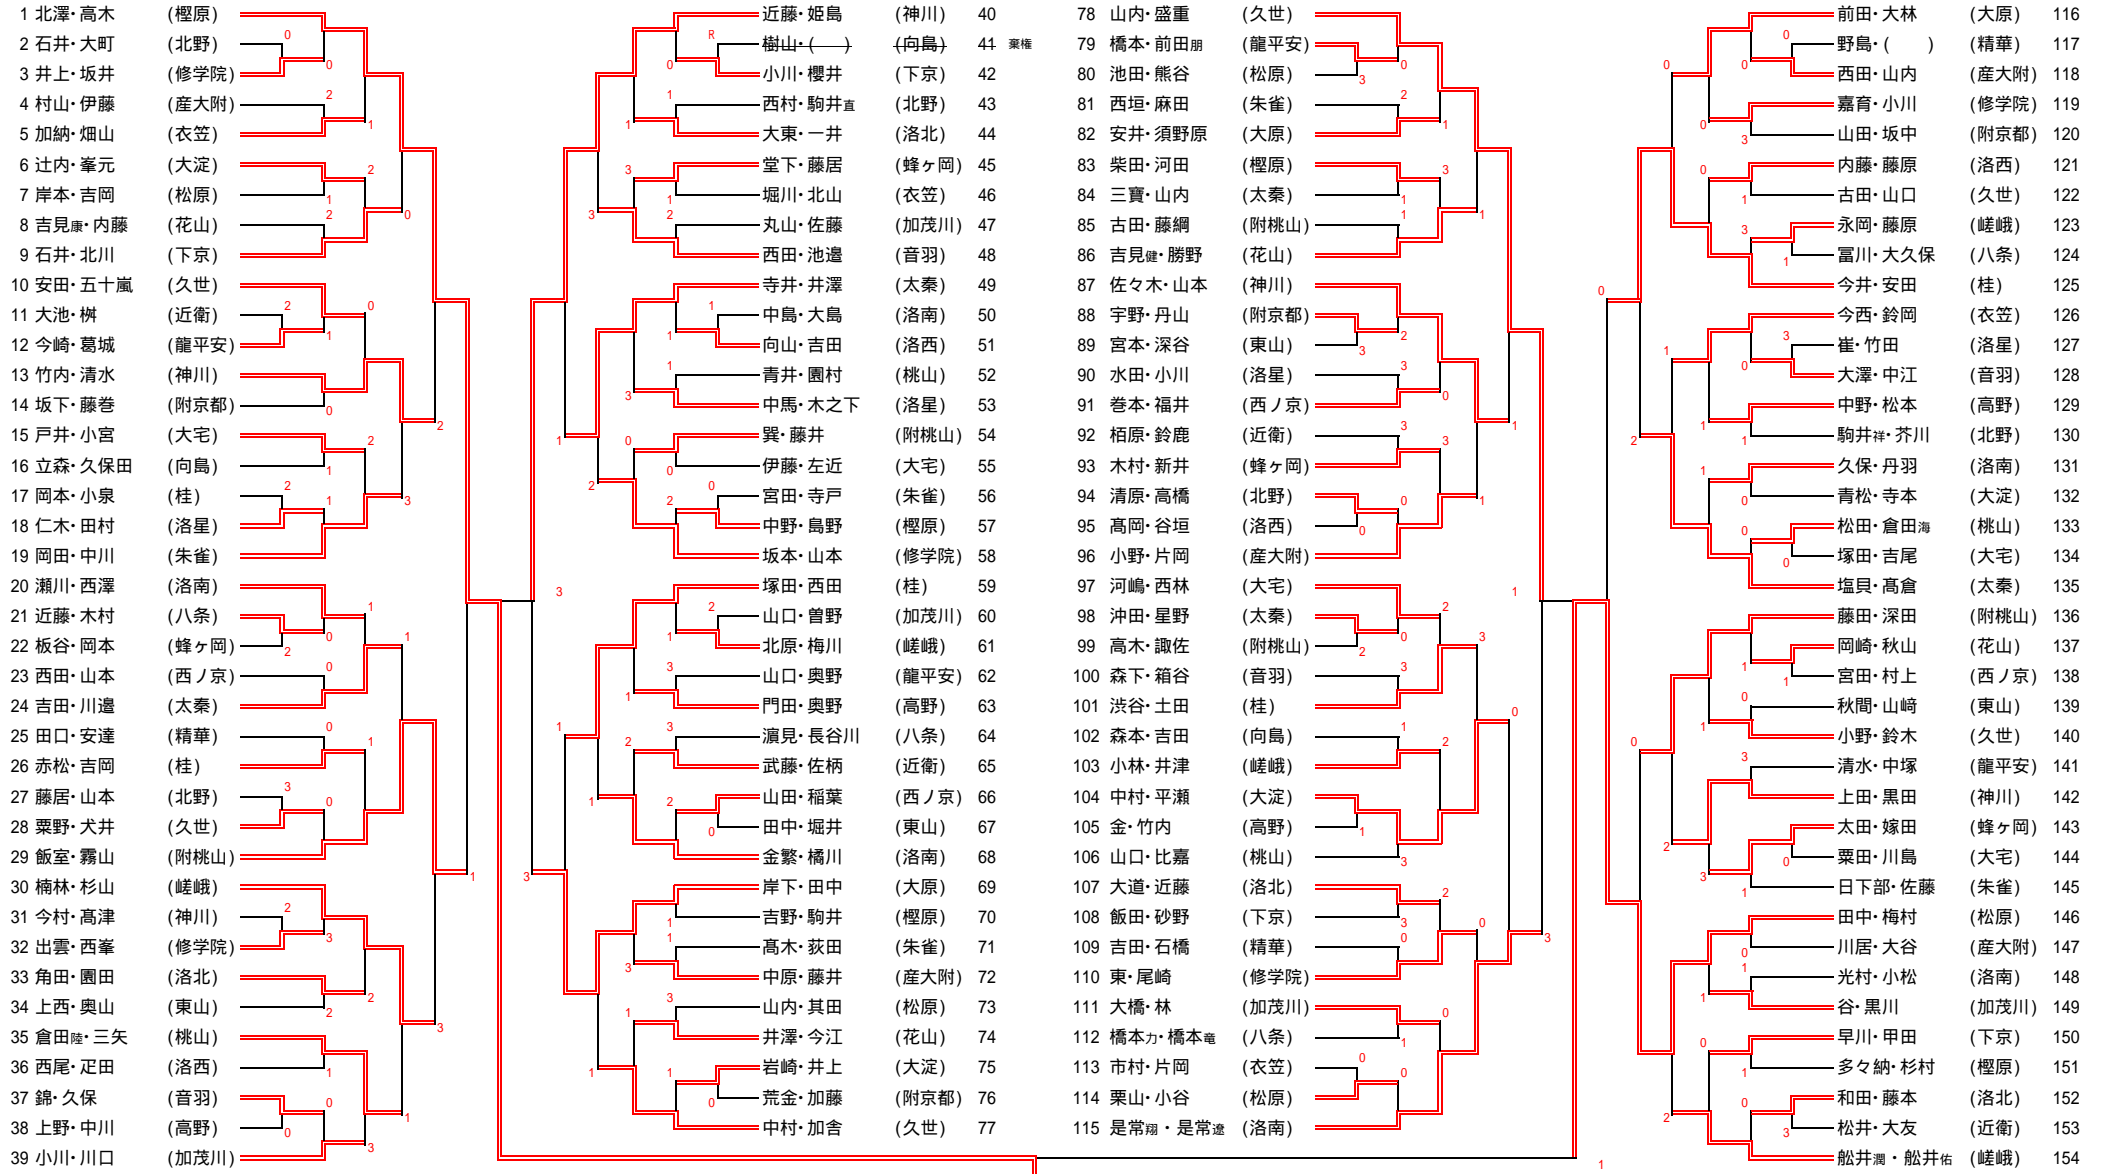 1 北澤・高木 (樫原)
2 石井・大町 (北野)
3 井上・坂井 (修学院)
4 村山・伊藤 (産大附)
5 加納・畑山 (衣笠)
6 辻内・峯元 (大淀)
7 岸本・吉岡 (松原)
8 吉見康・内藤 (花山)
9 石井・北川 (下京)
10 安田・五十嵐 (久世)
11 大池・桝 (近衛)
12 今崎・葛城 (龍平安)
13 竹内・清水 (神川)
14 坂下・藤巻 (附京都)
15 戸井・小宮 (大宅)
16 立森・久保田 (向島)
17 岡本・小泉 (桂)
18 仁木・田村 (洛星)
19 岡田・中川 (朱雀)
20 瀬川・西澤 (洛南)
21 近藤・木村 (八条)
22 板谷・岡本 (蜂ヶ岡)
23 西田・山本 (西ノ京)
24 吉田・川邉 (太秦)
25 田口・安達 (精華)
26 赤松・吉岡 (桂)
27 藤居・山本 (北野)
28 粟野・犬井 (久世)
29 飯室・霧山 (附桃山)
30 楠林・杉山 (嵯峨)
31 今村・髙津 (神川)
32 出雲・西峯 (修学院)
33 角田・園田 (洛北)
34 上西・奥山 (東山)
35 倉田陸・三矢 (桃山)
36 西尾・疋田 (洛西)
37 錦・久保 (音羽)
38 上野・中川 (高野)
39 小川・川口 (加茂川)
近藤・姫島 (神川) 40
樹山・( ) (向島) 41 棄権
小川・櫻井 (下京) 42
西村・駒井直 (北野) 43
大東・一井 (洛北) 44
堂下・藤居 (蜂ヶ岡) 45
堀川・北山 (衣笠) 46
丸山・佐藤 (加茂川) 47
西田・池邉 (音羽) 48
寺井・井澤 (太秦) 49
中島・大島 (洛南) 50
向山・吉田 (洛西) 51
青井・園村 (桃山) 52
中馬・木之下 (洛星) 53
巽・藤井 (附桃山) 54
伊藤・左近 (大宅) 55
宮田・寺戸 (朱雀) 56
中野・島野 (樫原) 57
坂本・山本 (修学院) 58
塚田・西田 (桂) 59
山口・曽野 (加茂川) 60
北原・梅川 (嵯峨) 61
山口・奥野 (龍平安) 62
門田・奥野 (高野) 63
濵見・長谷川 (八条) 64
武藤・佐柄 (近衛) 65
山田・稲葉 (西ノ京) 66
田中・堀井 (東山) 67
金繁・橘川 (洛南) 68
岸下・田中 (大原) 69
吉野・駒井 (樫原) 70
髙木・荻田 (朱雀) 71
中原・藤井 (産大附) 72
山内・其田 (松原) 73
井澤・今江 (花山) 74
岩崎・井上 (大淀) 75
荒金・加藤 (附京都) 76
中村・加舎 (久世) 77
78 山内・盛重 (久世)
79 橋本・前田朋 (龍平安)
80 池田・熊谷 (松原)
81 西垣・麻田 (朱雀)
82 安井・須野原 (大原)
83 柴田・河田 (樫原)
84 三寶・山内 (太秦)
85 古田・藤綱 (附桃山)
86 吉見健・勝野 (花山)
87 佐々木・山本 (神川)
88 宇野・丹山 (附京都)
89 宮本・深谷 (東山)
90 水田・小川 (洛星)
91 巻本・福井 (西ノ京)
92 栢原・鈴鹿 (近衛)
93 木村・新井 (蜂ヶ岡)
94 清原・高橋 (北野)
95 髙岡・谷垣 (洛西)
96 小野・片岡 (産大附)
97 河嶋・西林 (大宅)
98 沖田・星野 (太秦)
99 高木・諏佐 (附桃山)
100 森下・箱谷 (音羽)
101 渋谷・土田 (桂)
102 森本・吉田 (向島)
103 小林・井津 (嵯峨)
104 中村・平瀬 (大淀)
105 金・竹内 (高野)
106 山口・比嘉 (桃山)
107 大道・近藤 (洛北)
108 飯田・砂野 (下京)
109 吉田・石橋 (精華)
110 東・尾崎 (修学院)
111 大橋・林 (加茂川)
112 橋本力・橋本竜 (八条)
113 市村・片岡 (衣笠)
114 栗山・小谷 (松原)
115 是常翔・是常遼 (洛南)
前田・大林 (大原) 116
野島・( ) (精華) 117
西田・山内 (産大附) 118
嘉育・小川 (修学院) 119
山田・坂中 (附京都) 120
内藤・藤原 (洛西) 121
古田・山口 (久世) 122
永岡・藤原 (嵯峨) 123
冨川・大久保 (八条) 124
今井・安田 (桂) 125
今西・鈴岡 (衣笠) 126
崔・竹田 (洛星) 127
大澤・中江 (音羽) 128
中野・松本 (高野) 129
駒井祥・芥川 (北野) 130
久保・丹羽 (洛南) 131
青松・寺本 (大淀) 132
松田・倉田海 (桃山) 133
塚田・吉尾 (大宅) 134
塩貝・髙倉 (太秦) 135
藤田・深田 (附桃山) 136
岡崎・秋山 (花山) 137
宮田・村上 (西ノ京) 138
秋間・山﨑 (東山) 139
小野・鈴木 (久世) 140
清水・中塚 (龍平安) 141
上田・黒田 (神川) 142
太田・嫁田 (蜂ヶ岡) 143
粟田・川島 (大宅) 144
日下部・佐藤 (朱雀) 145
田中・梅村 (松原) 146
川居・大谷 (産大附) 147
光村・小松 (洛南) 148
谷・黒川 (加茂川) 149
早川・甲田 (下京) 150
多々納・杉村 (樫原) 151
和田・藤本 (洛北) 152
松井・大友 (近衛) 153
舩井潤・舩井佑 (嵯峨) 154